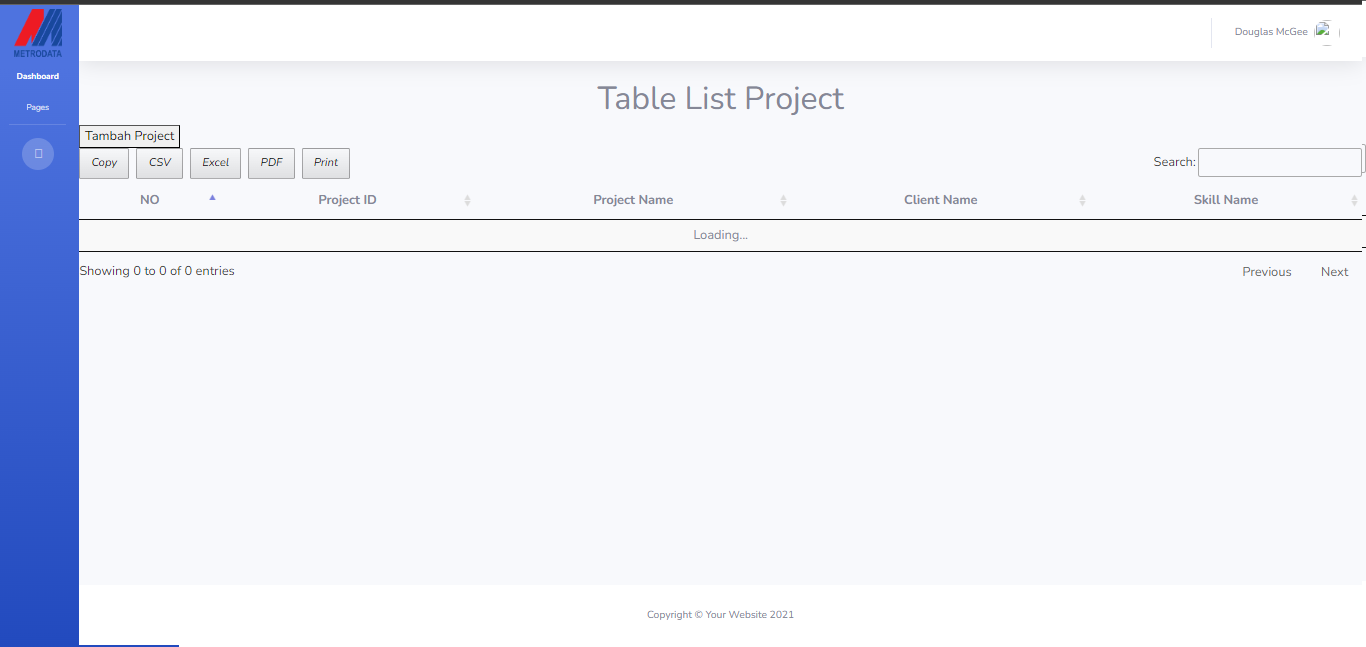 METRODATA
Douglas McGee
Dashboard
Pages
Table List Project
Tambah Project
Copy CSV Excel PDF Print
Search:
NO Project ID Project Name Client Name Skill Name
Loading...
Showing 0 to 0 of 0 entries
Previous Next
Copyright © Your Website 2021